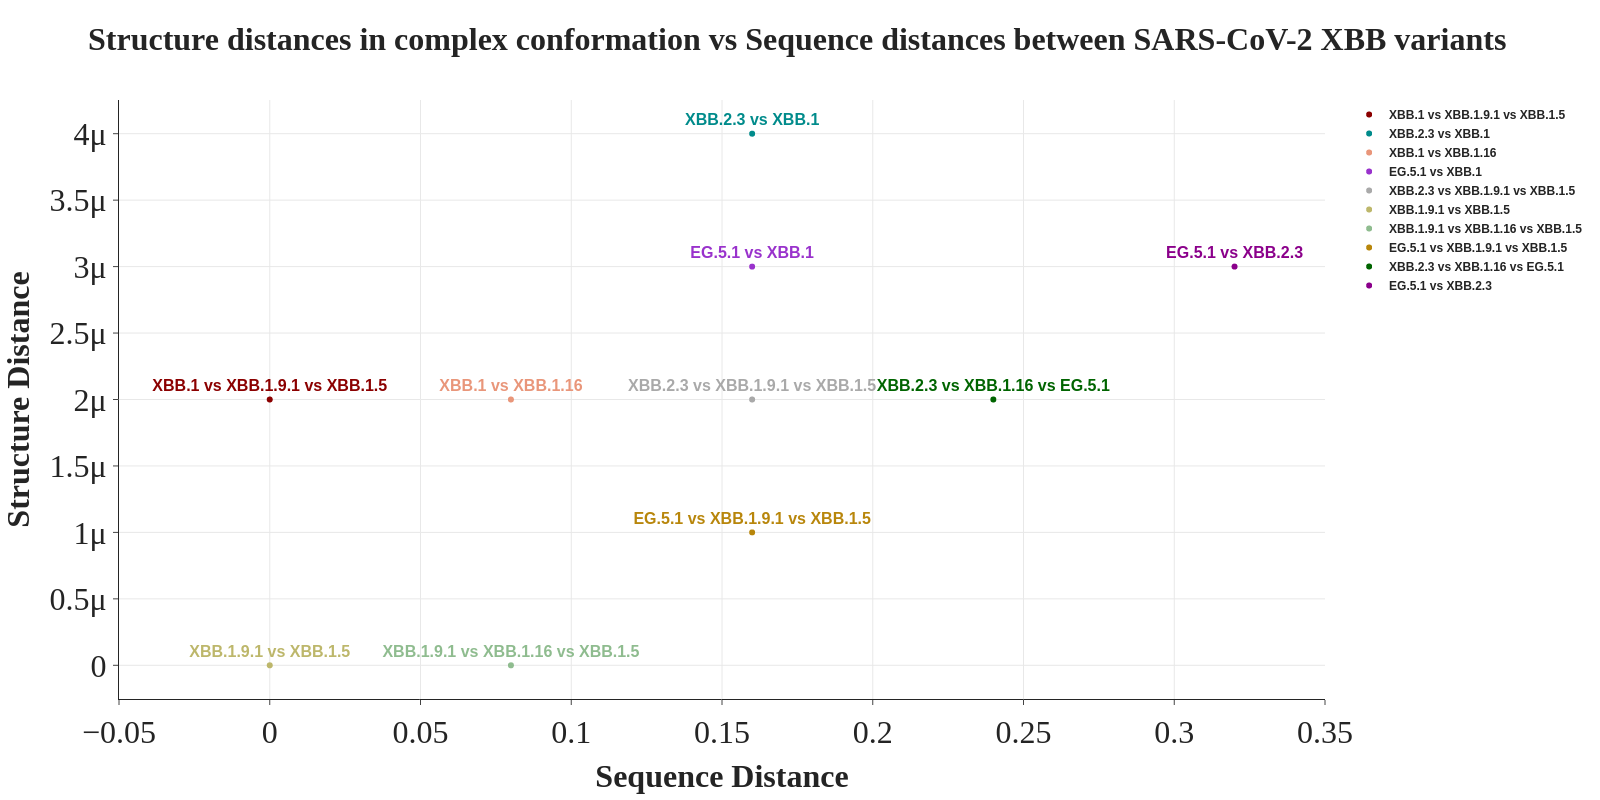 Structure distances in complex conformation vs Sequence distances between SARS-CoV-2 XBB variants
Structure Distance
4μ
3.5μ
3μ
2.5μ
2μ
1.5μ
1μ
0.5μ
0
XBB.2.3 vs XBB.1
EG.5.1 vs XBB.1
EG.5.1 vs XBB.2.3
XBB.1 vs XBB.1.9.1 vs XBB.1.5
XBB.1 vs XBB.1.16
XBB.2.3 vs XBB.1.9.1 vs XBB.1.5
XBB.2.3 vs XBB.1.16 vs EG.5.1
EG.5.1 vs XBB.1.9.1 vs XBB.1.5
XBB.1.9.1 vs XBB.1.5
XBB.1.9.1 vs XBB.1.16 vs XBB.1.5
−0.05
0
0.05
0.1
0.15
0.2
0.25
0.3
0.35
Sequence Distance
XBB.1 vs XBB.1.9.1 vs XBB.1.5
XBB.2.3 vs XBB.1
XBB.1 vs XBB.1.16
EG.5.1 vs XBB.1
XBB.2.3 vs XBB.1.9.1 vs XBB.1.5
XBB.1.9.1 vs XBB.1.5
XBB.1.9.1 vs XBB.1.16 vs XBB.1.5
EG.5.1 vs XBB.1.9.1 vs XBB.1.5
XBB.2.3 vs XBB.1.16 vs EG.5.1
EG.5.1 vs XBB.2.3